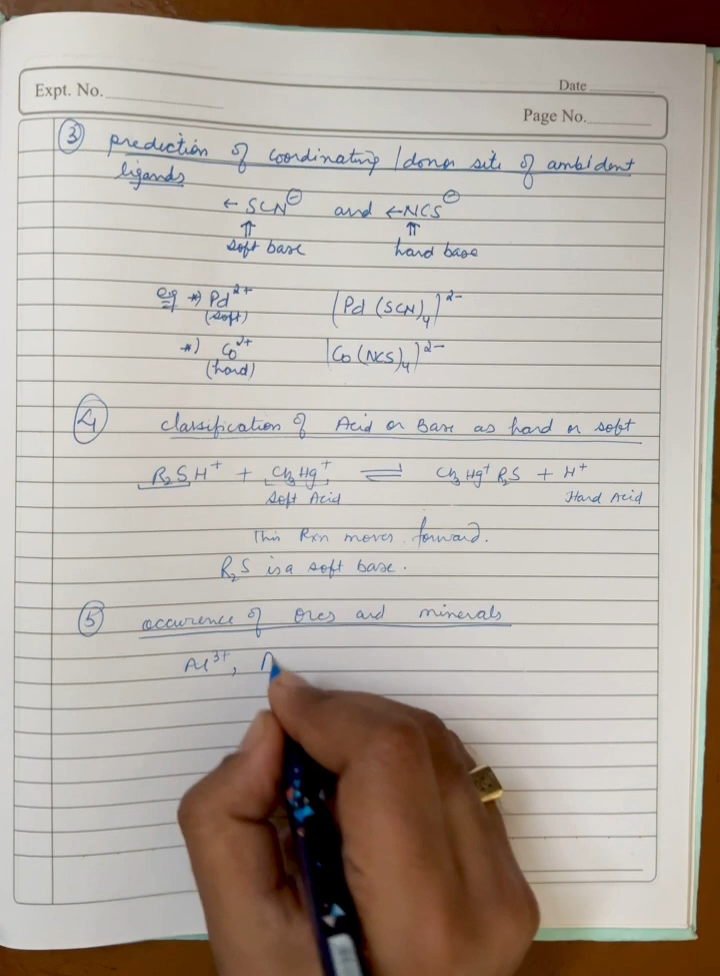 Expt. No.
Date
Page No.
③ prediction of coordinating / donor site of ambident
ligands
← SCN⊖ and ←NCS⊖
⇑ ⇑
soft base hard base
eg *) Pd²⁺ [Pd (SCN)₄]²⁻
(soft)
*) Co²⁺ [Co (NCS)₄]²⁻
(hard)
④ classification of Acid or Base as hard or soft
R₂SH⁺ + CH₃Hg⁺ ⇌ CH₃Hg⁺R₂S + H⁺
Soft Acid Hard Acid
This Rxn moves forward.
R₂S is a soft base.
⑤ occurence of ores and minerals
Al³⁺,